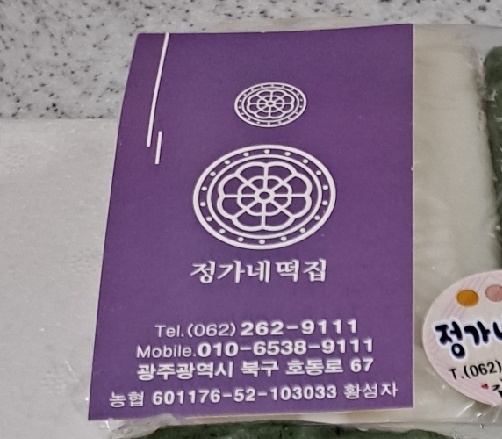 정가네떡집
Tel.(062) 262-9111
Mobile.010-6538-9111
광주광역시 북구 호동로 67
농협 601176-52-103033 황섬자
정가네
T.(062)